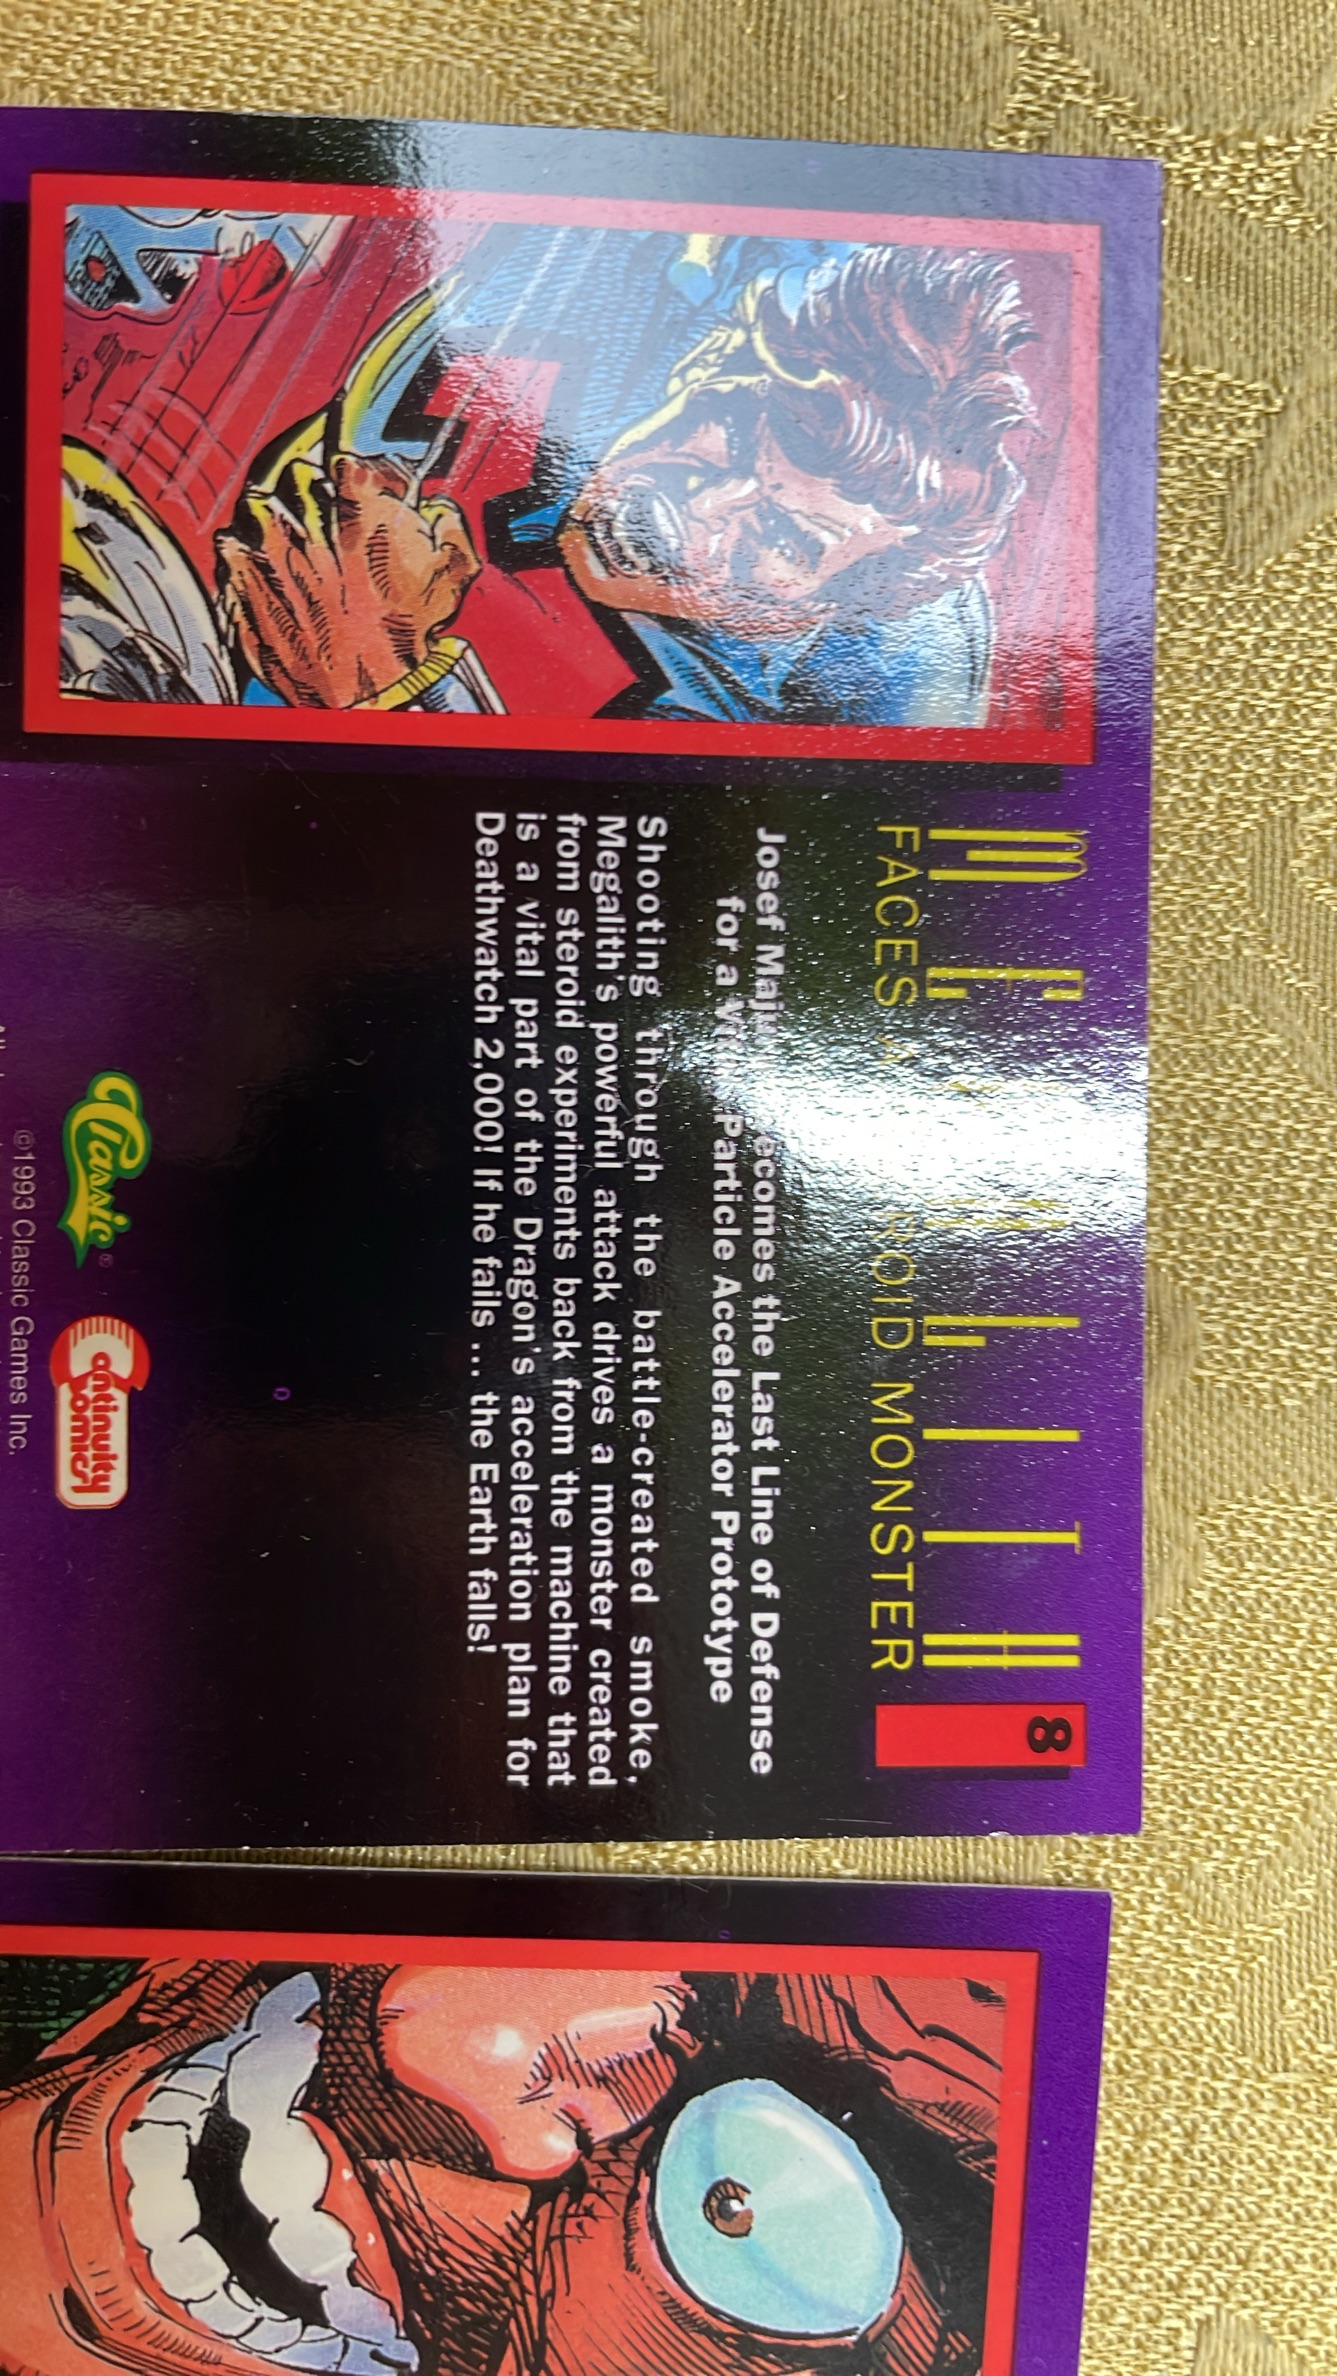 MEGALITH
8
FACES A ROID MONSTER
Josef Maj ecomes the Last Line of Defense
for a Particle Accelerator Prototype
Shooting through the battle-created smoke,
Megalith's powerful attack drives a monster created
from steroid experiments back from the machine that
is a vital part of the Dragon's acceleration plan for
Deathwatch 2,000! If he fails ... the Earth falls!
Classic®
Continuity Comics
©1993 Classic Games Inc.